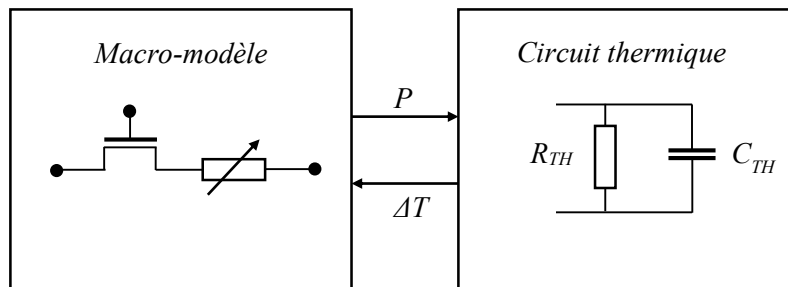 Macro-modèle
Circuit thermique
P
R_TH
C_TH
ΔT